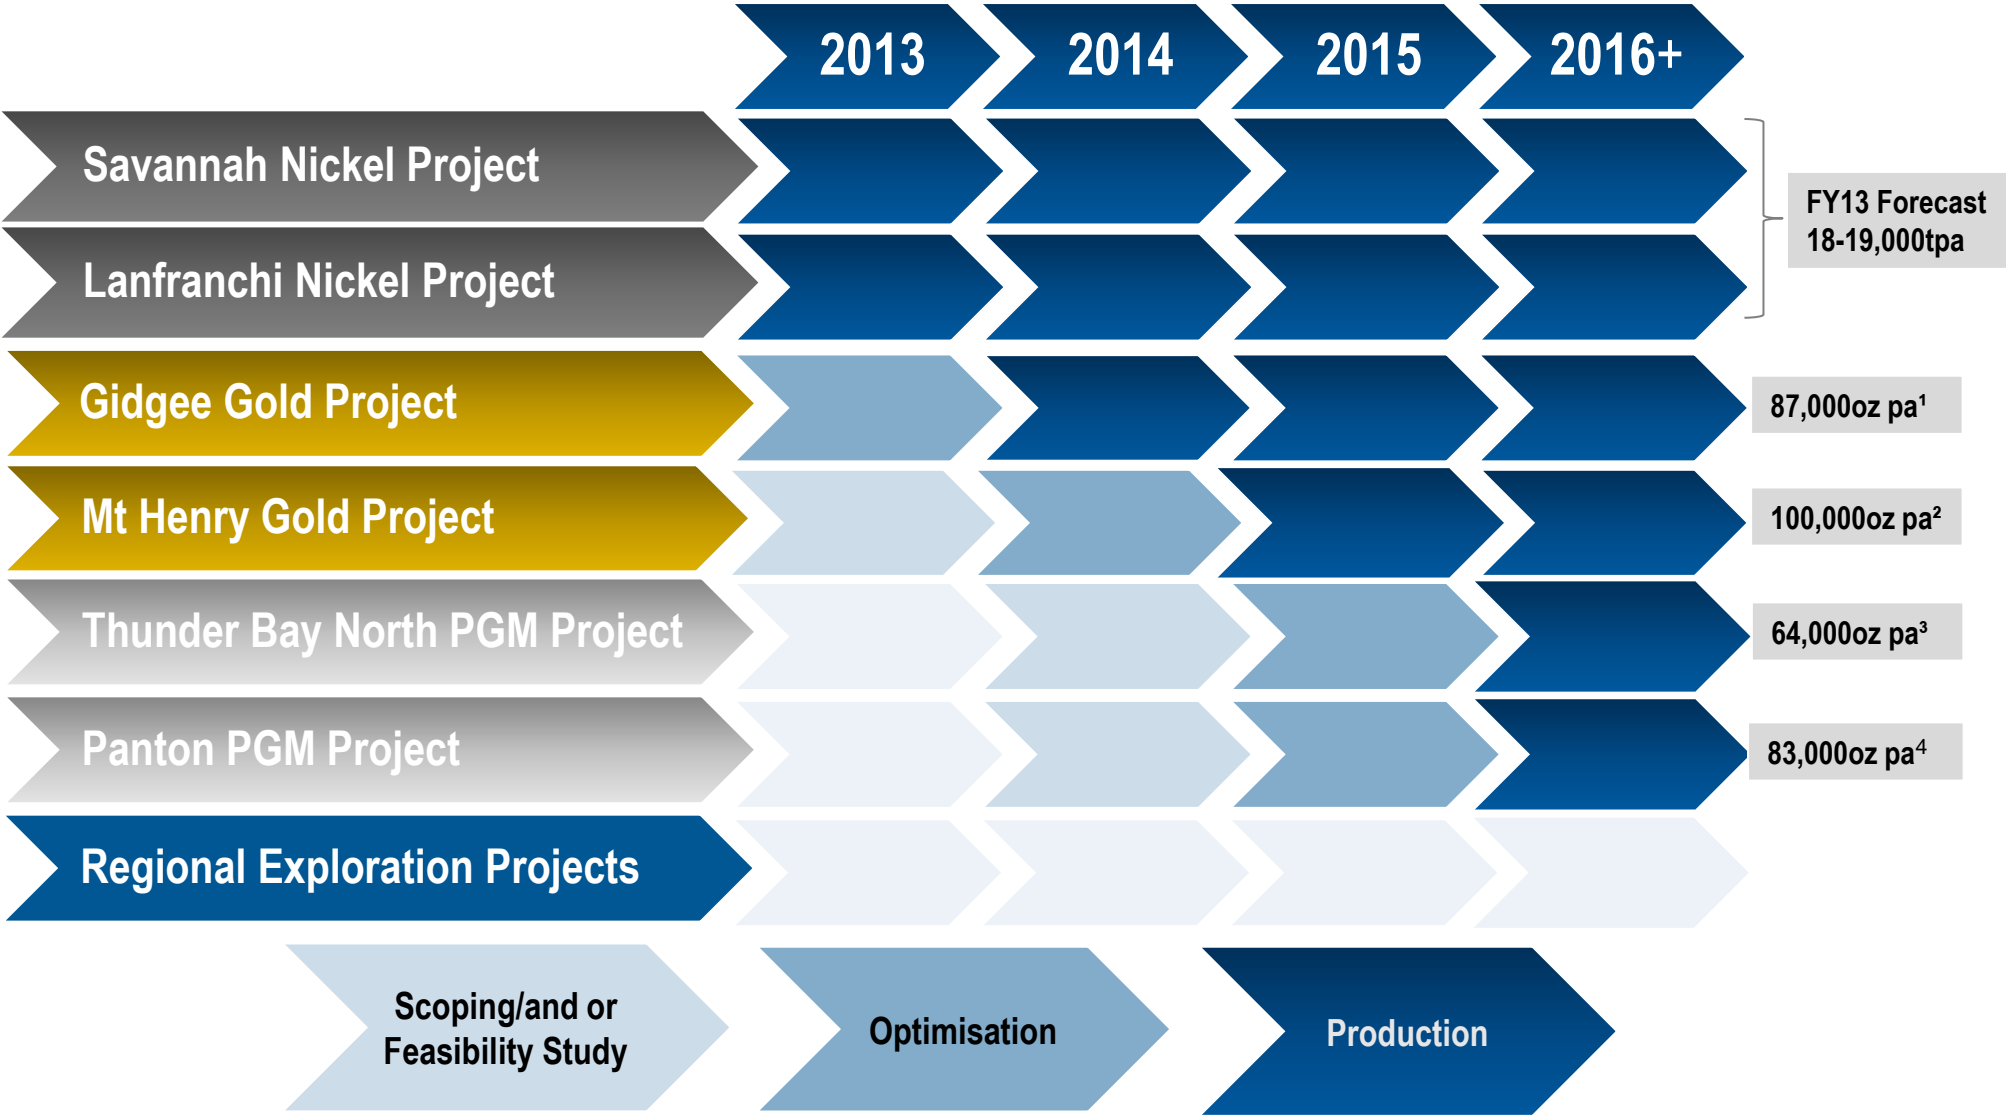 2013
2014
2015
2016+
Savannah Nickel Project
FY13 Forecast
18-19,000tpa
Lanfranchi Nickel Project
Gidgee Gold Project
87,000oz pa¹
Mt Henry Gold Project
100,000oz pa²
Thunder Bay North PGM Project
64,000oz pa³
Panton PGM Project
83,000oz pa⁴
Regional Exploration Projects
Scoping/and or
Feasibility Study
Optimisation
Production